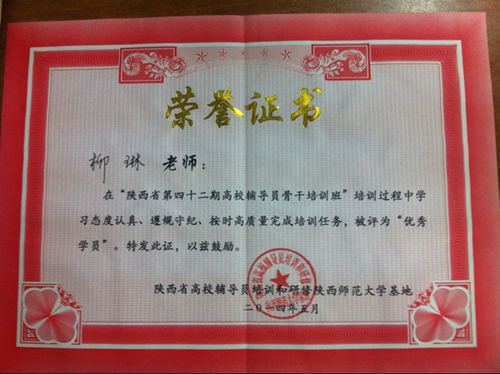 荣誉证书
柳琳 老师：
在“陕西省第四十二期高校辅导员骨干培训班”培训过程中学
习态度认真、遵规守纪、按时高质量完成培训任务，被评为“优秀
学员”。特发此证，以兹鼓励。
陕西省高校辅导员培训和研修陕西师范大学基地
二〇一四年五月